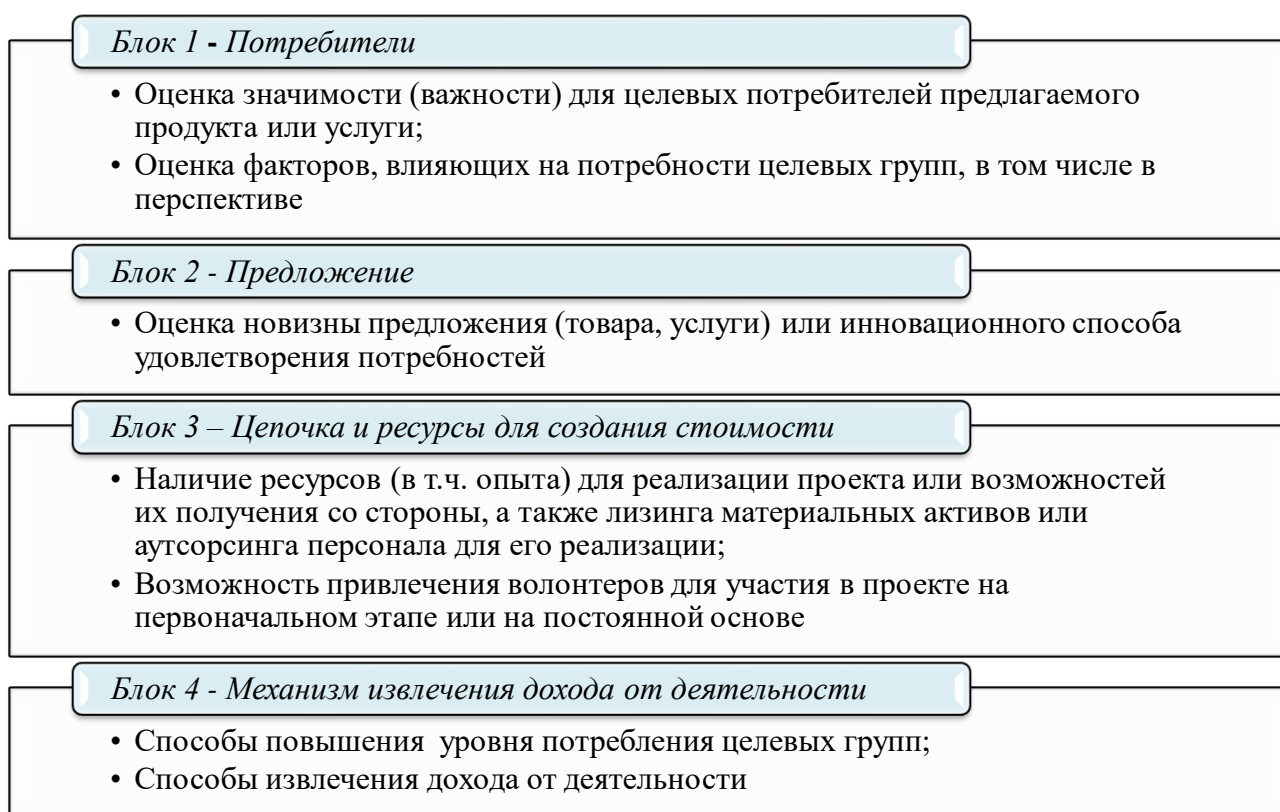 Блок 1 - Потребители
• Оценка значимости (важности) для целевых потребителей предлагаемого
продукта или услуги;
• Оценка факторов, влияющих на потребности целевых групп, в том числе в
перспективе
Блок 2 - Предложение
• Оценка новизны предложения (товара, услуги) или инновационного способа
удовлетворения потребностей
Блок 3 – Цепочка и ресурсы для создания стоимости
• Наличие ресурсов (в т.ч. опыта) для реализации проекта или возможностей
их получения со стороны, а также лизинга материальных активов или
аутсорсинга персонала для его реализации;
• Возможность привлечения волонтеров для участия в проекте на
первоначальном этапе или на постоянной основе
Блок 4 - Механизм извлечения дохода от деятельности
• Способы повышения уровня потребления целевых групп;
• Способы извлечения дохода от деятельности